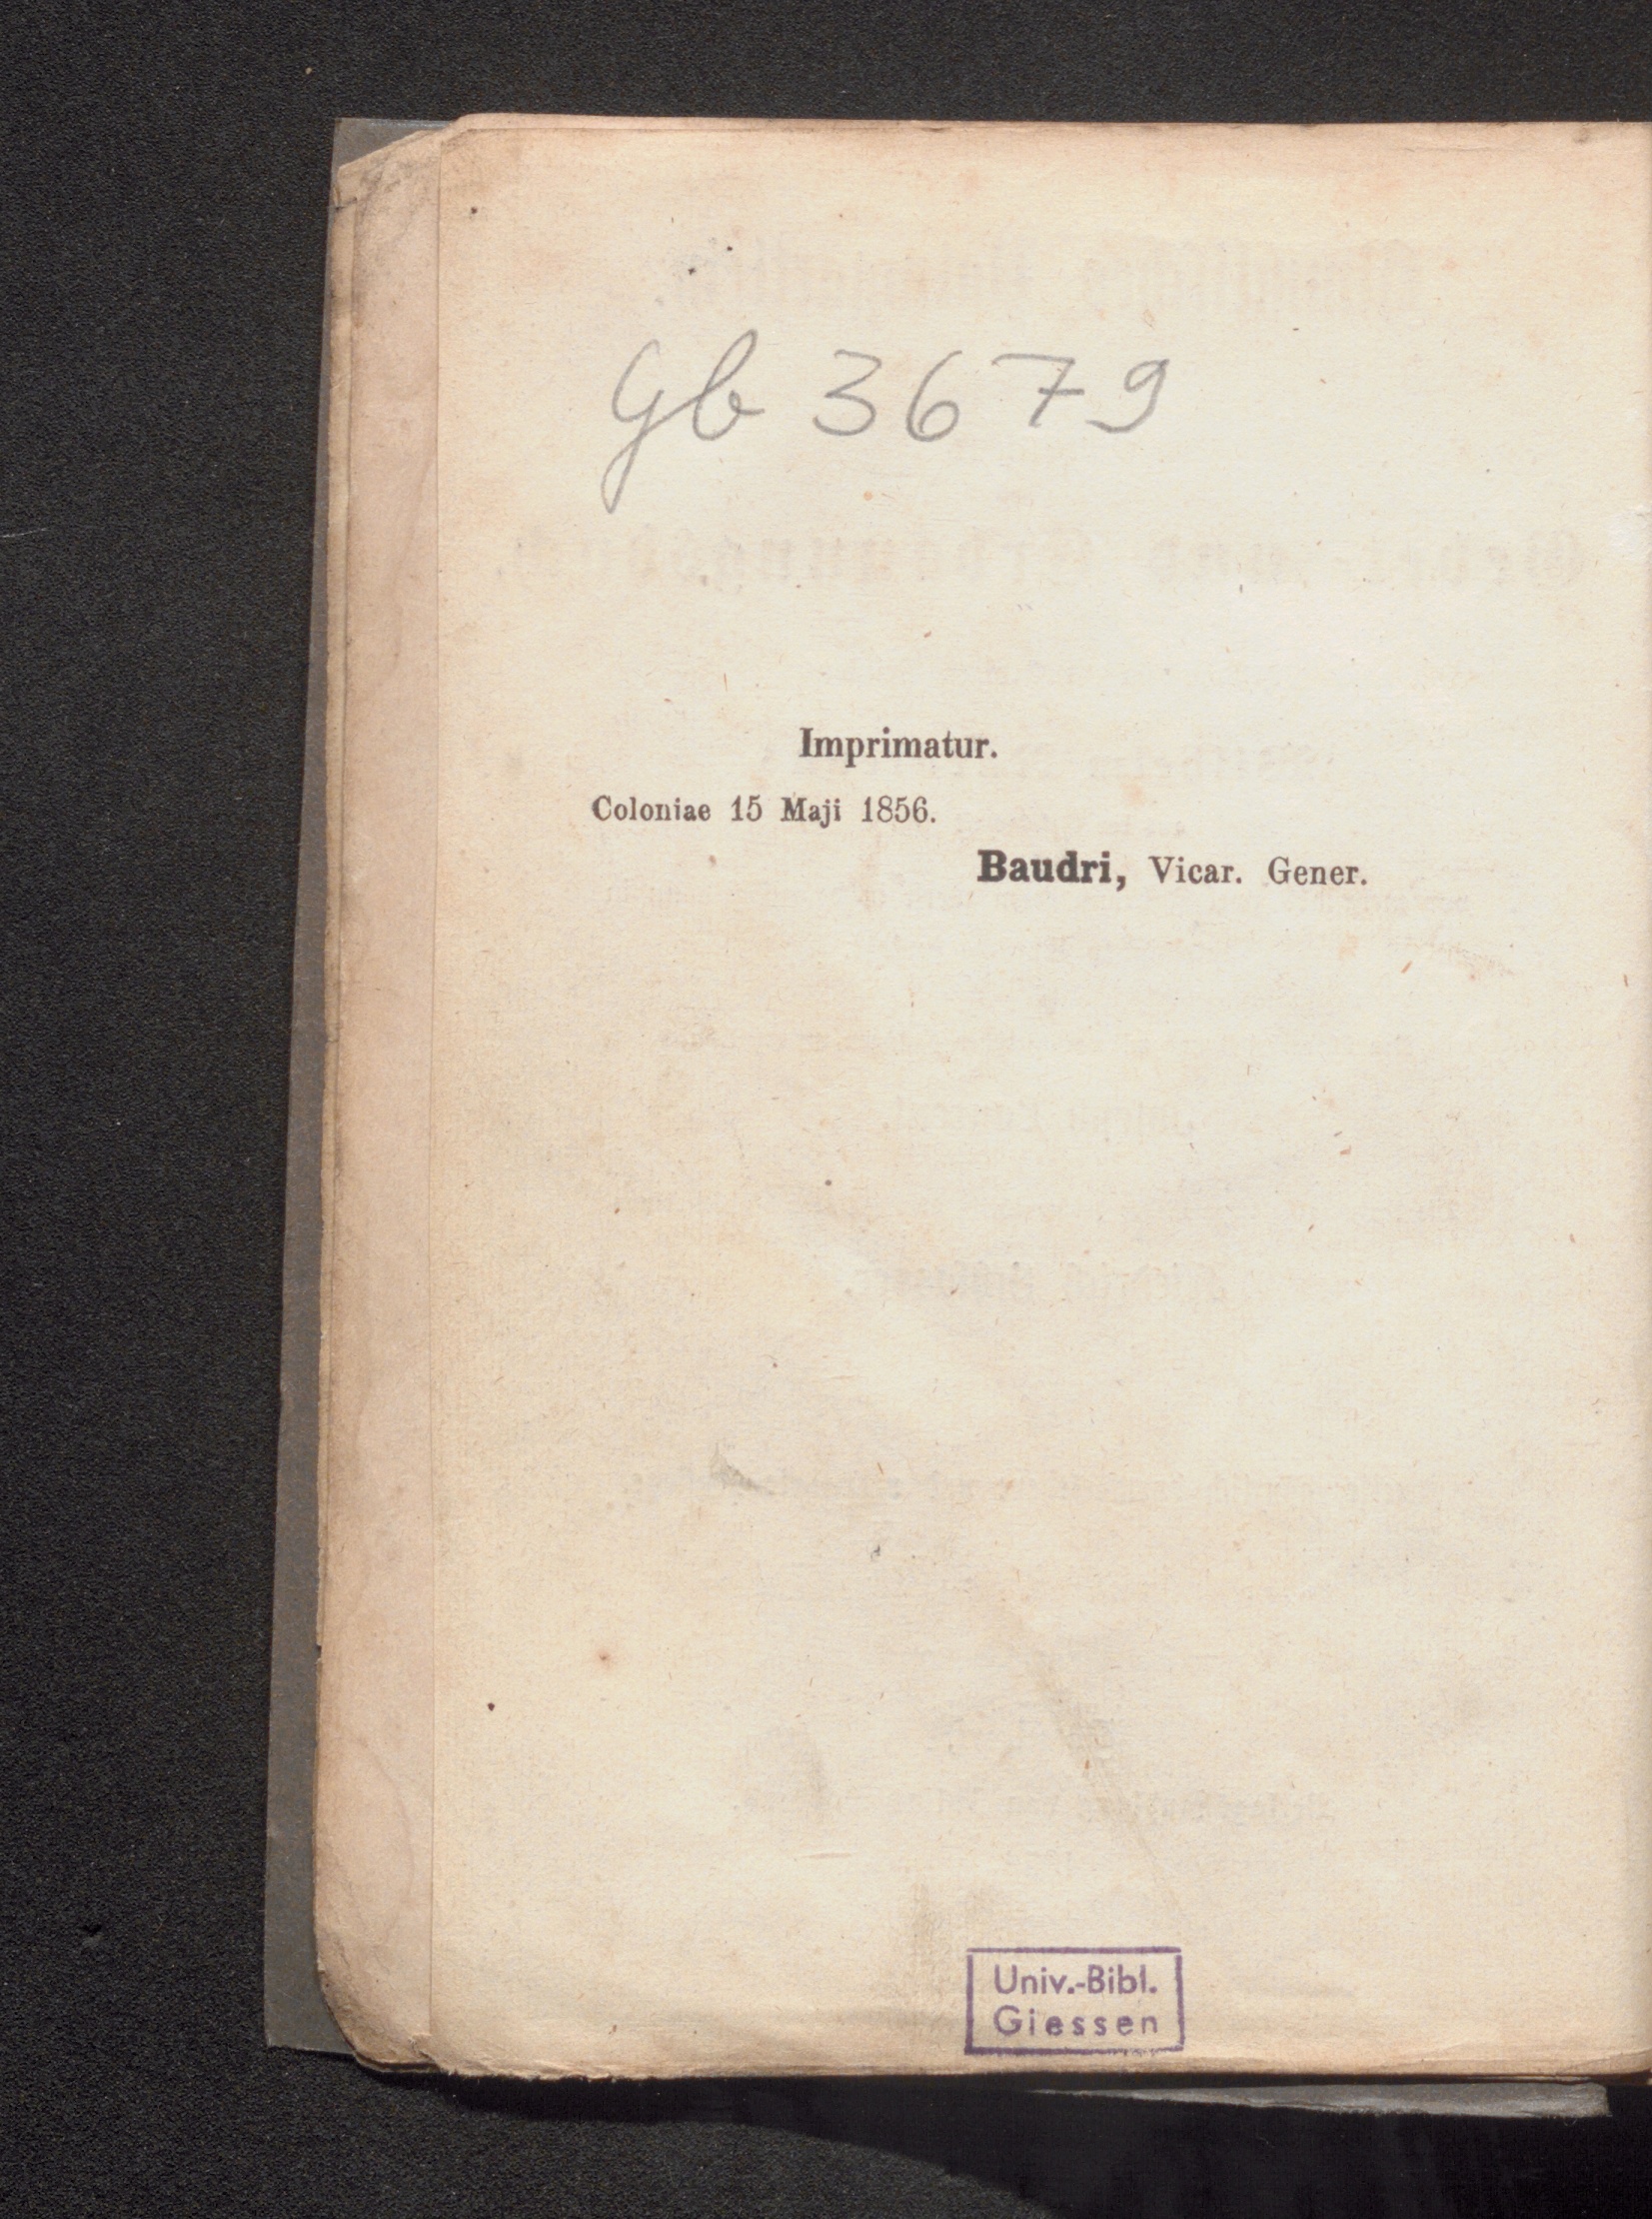 Gb 3679
Imprimatur.
Coloniae 15 Maji 1856.
Baudri, Vicar. Gener.
Univ.-Bibl.
Giessen